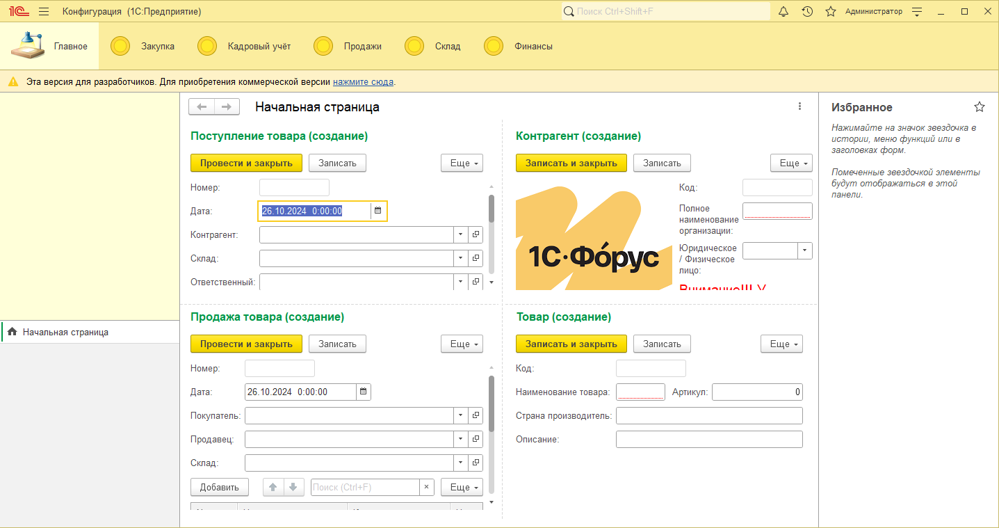 1С Конфигурация (1С:Предприятие)
Поиск Ctrl+Shift+F
Администратор
Главное
Закупка
Кадровый учёт
Продажи
Склад
Финансы
Эта версия для разработчиков. Для приобретения коммерческой версии нажмите сюда.
Начальная страница
Начальная страница
Поступление товара (создание)
Провести и закрыть
Записать
Еще
Номер:
Дата:
26.10.2024 0:00:00
Контрагент:
Склад:
Ответственный:
Контрагент (создание)
Записать и закрыть
Записать
Еще
1С·Фо́рус
Код:
Полное
наименование
организации:
Юридическое
/ Физическое
лицо:
Внимание!!! У
Продажа товара (создание)
Провести и закрыть
Записать
Еще
Номер:
Дата:
26.10.2024 0:00:00
Покупатель:
Продавец:
Склад:
Добавить
Поиск (Ctrl+F)
×
Еще
Товар (создание)
Записать и закрыть
Записать
Еще
Код:
Наименование товара:
Артикул:
0
Страна производитель:
Описание:
Избранное
Нажимайте на значок звездочка в
истории, меню функций или в
заголовках форм.
Помеченные звездочкой элементы
будут отображаться в этой
панели.